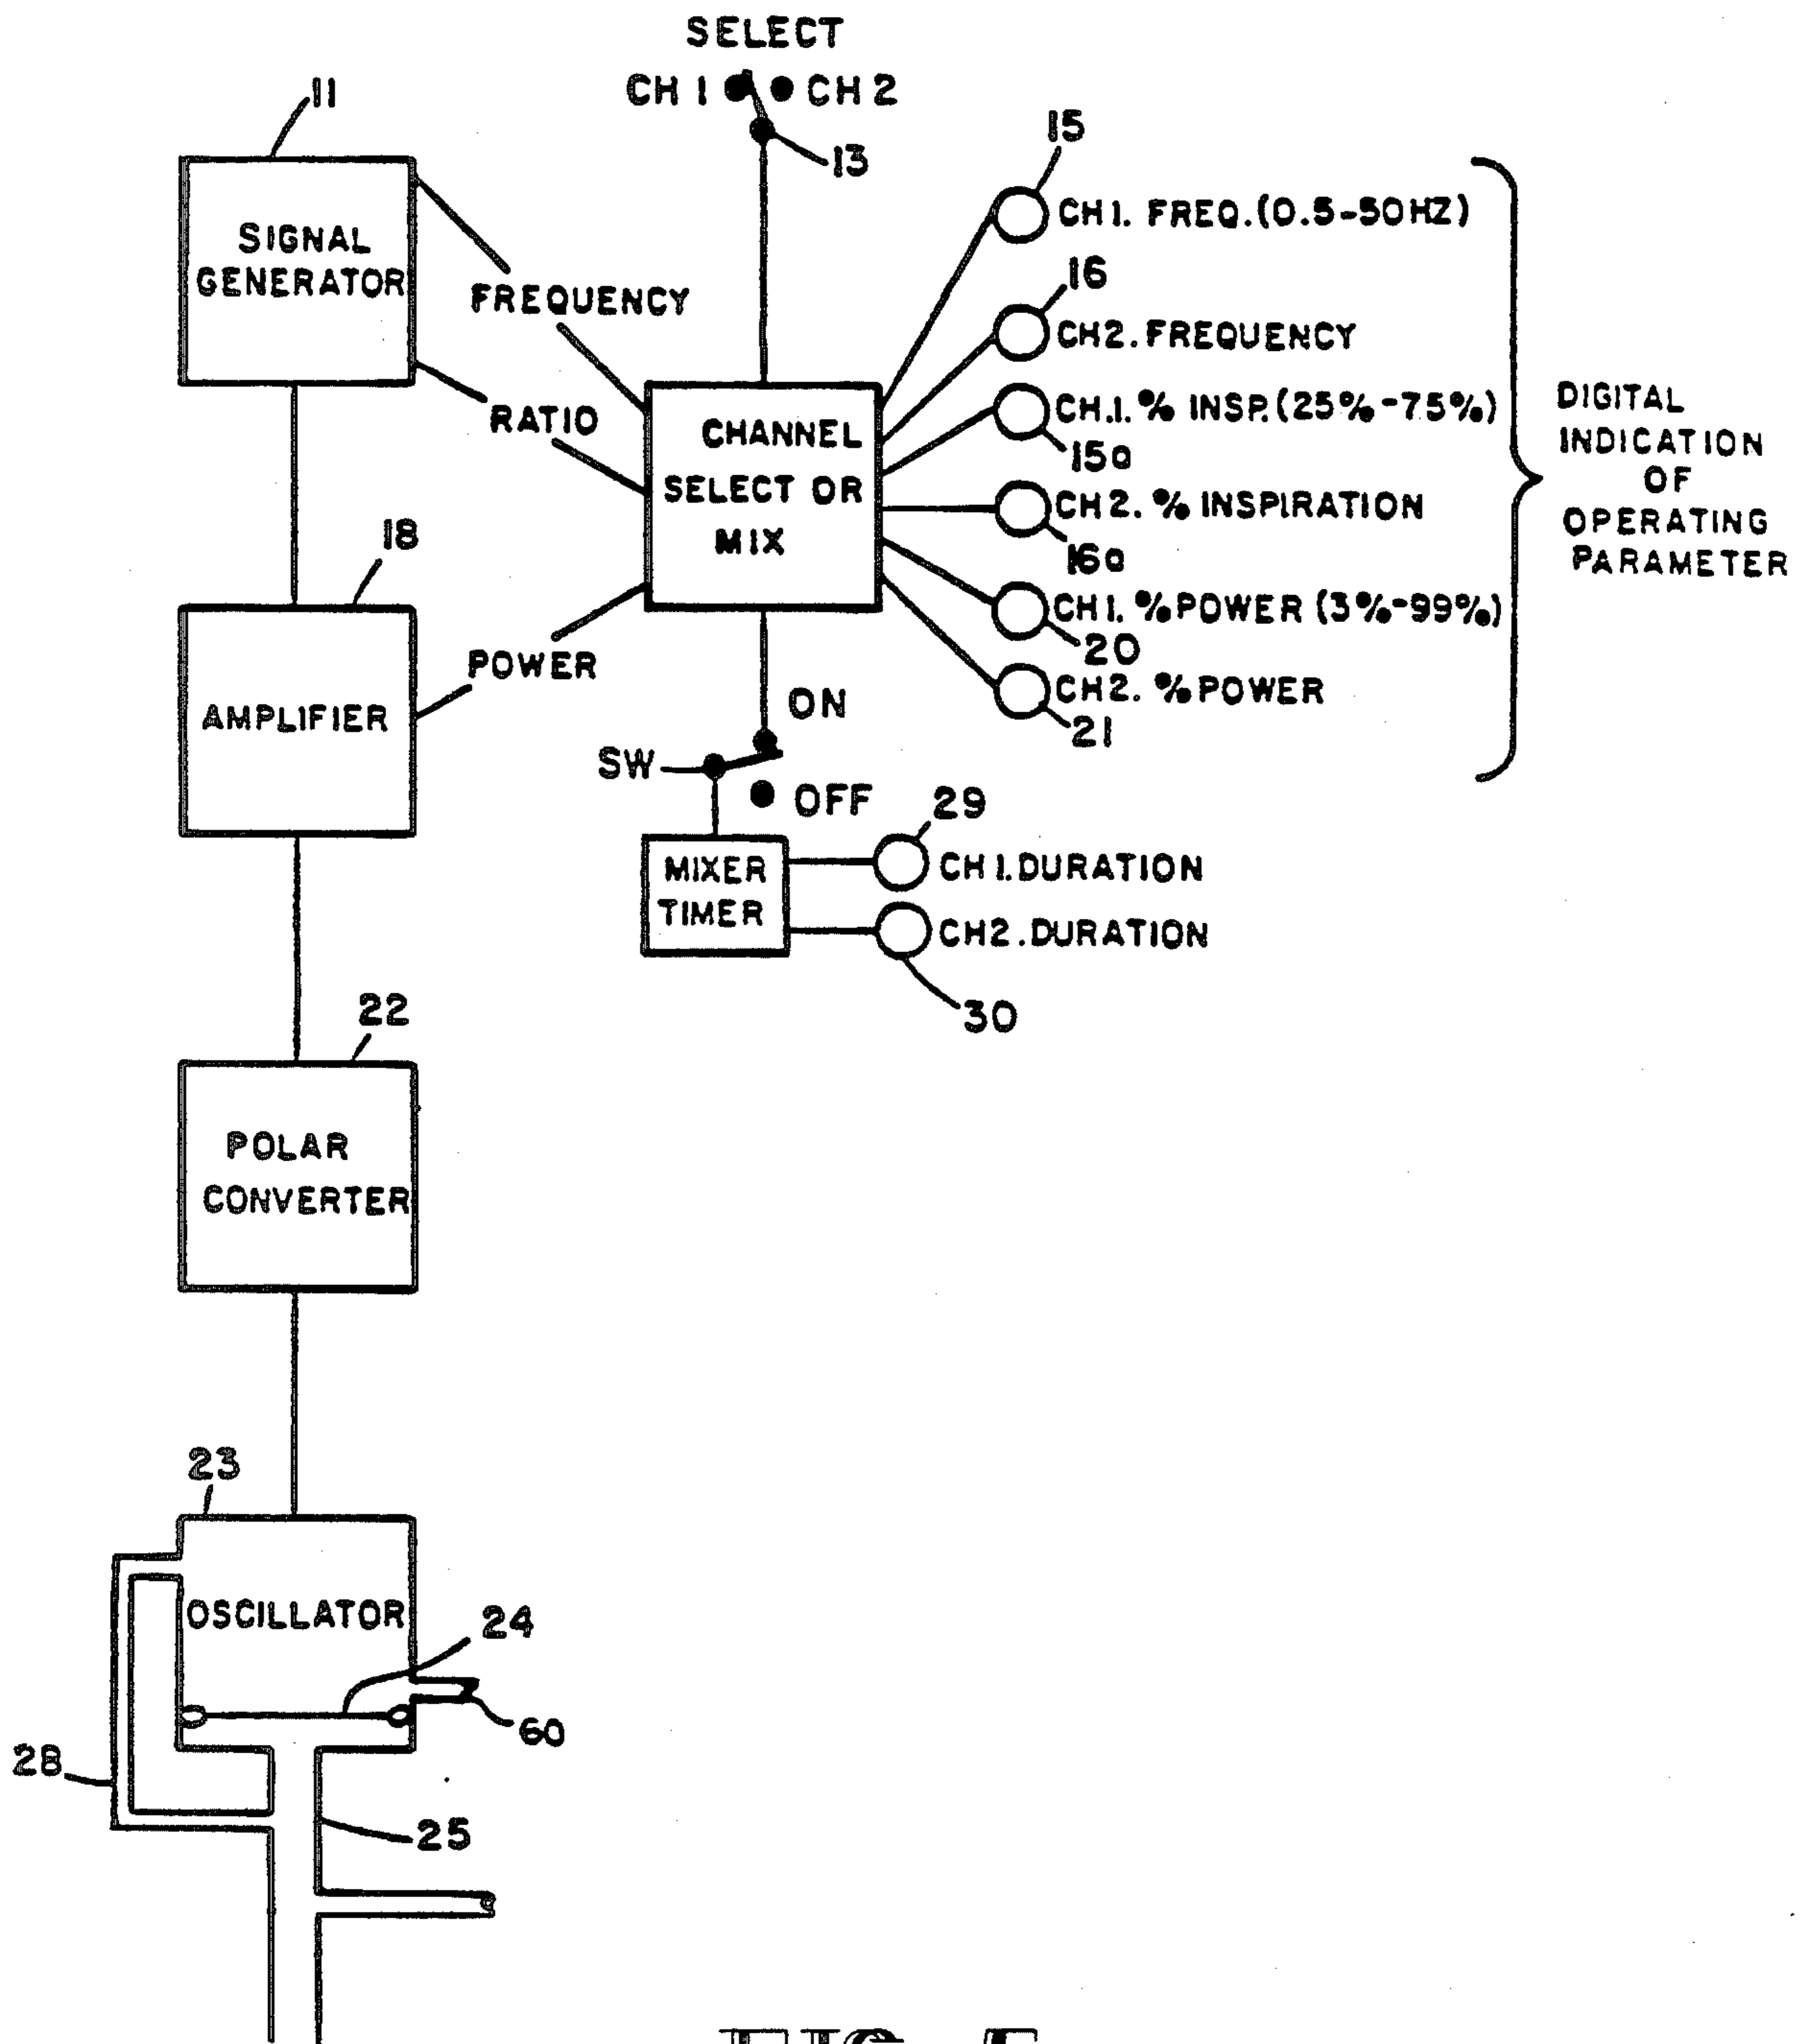 SELECT
CH 1 CH 2
11
13
15
SIGNAL
GENERATOR
FREQUENCY
RATIO
CHANNEL
SELECT OR
MIX
CH 1. FREQ. (0.5-50 HZ)
16
CH 2. FREQUENCY
CH.1. % INSP. (25%-75%)
15a
CH 2. % INSPIRATION
16a
CH 1. % POWER (3%-99%)
20
CH 2. % POWER
21
DIGITAL
INDICATION
OF
OPERATING
PARAMETER
18
AMPLIFIER
POWER
ON
SW
OFF
MIXER
TIMER
29
CH 1. DURATION
CH2. DURATION
30
22
POLAR
CONVERTER
23
OSCILLATOR
24
60
28
25